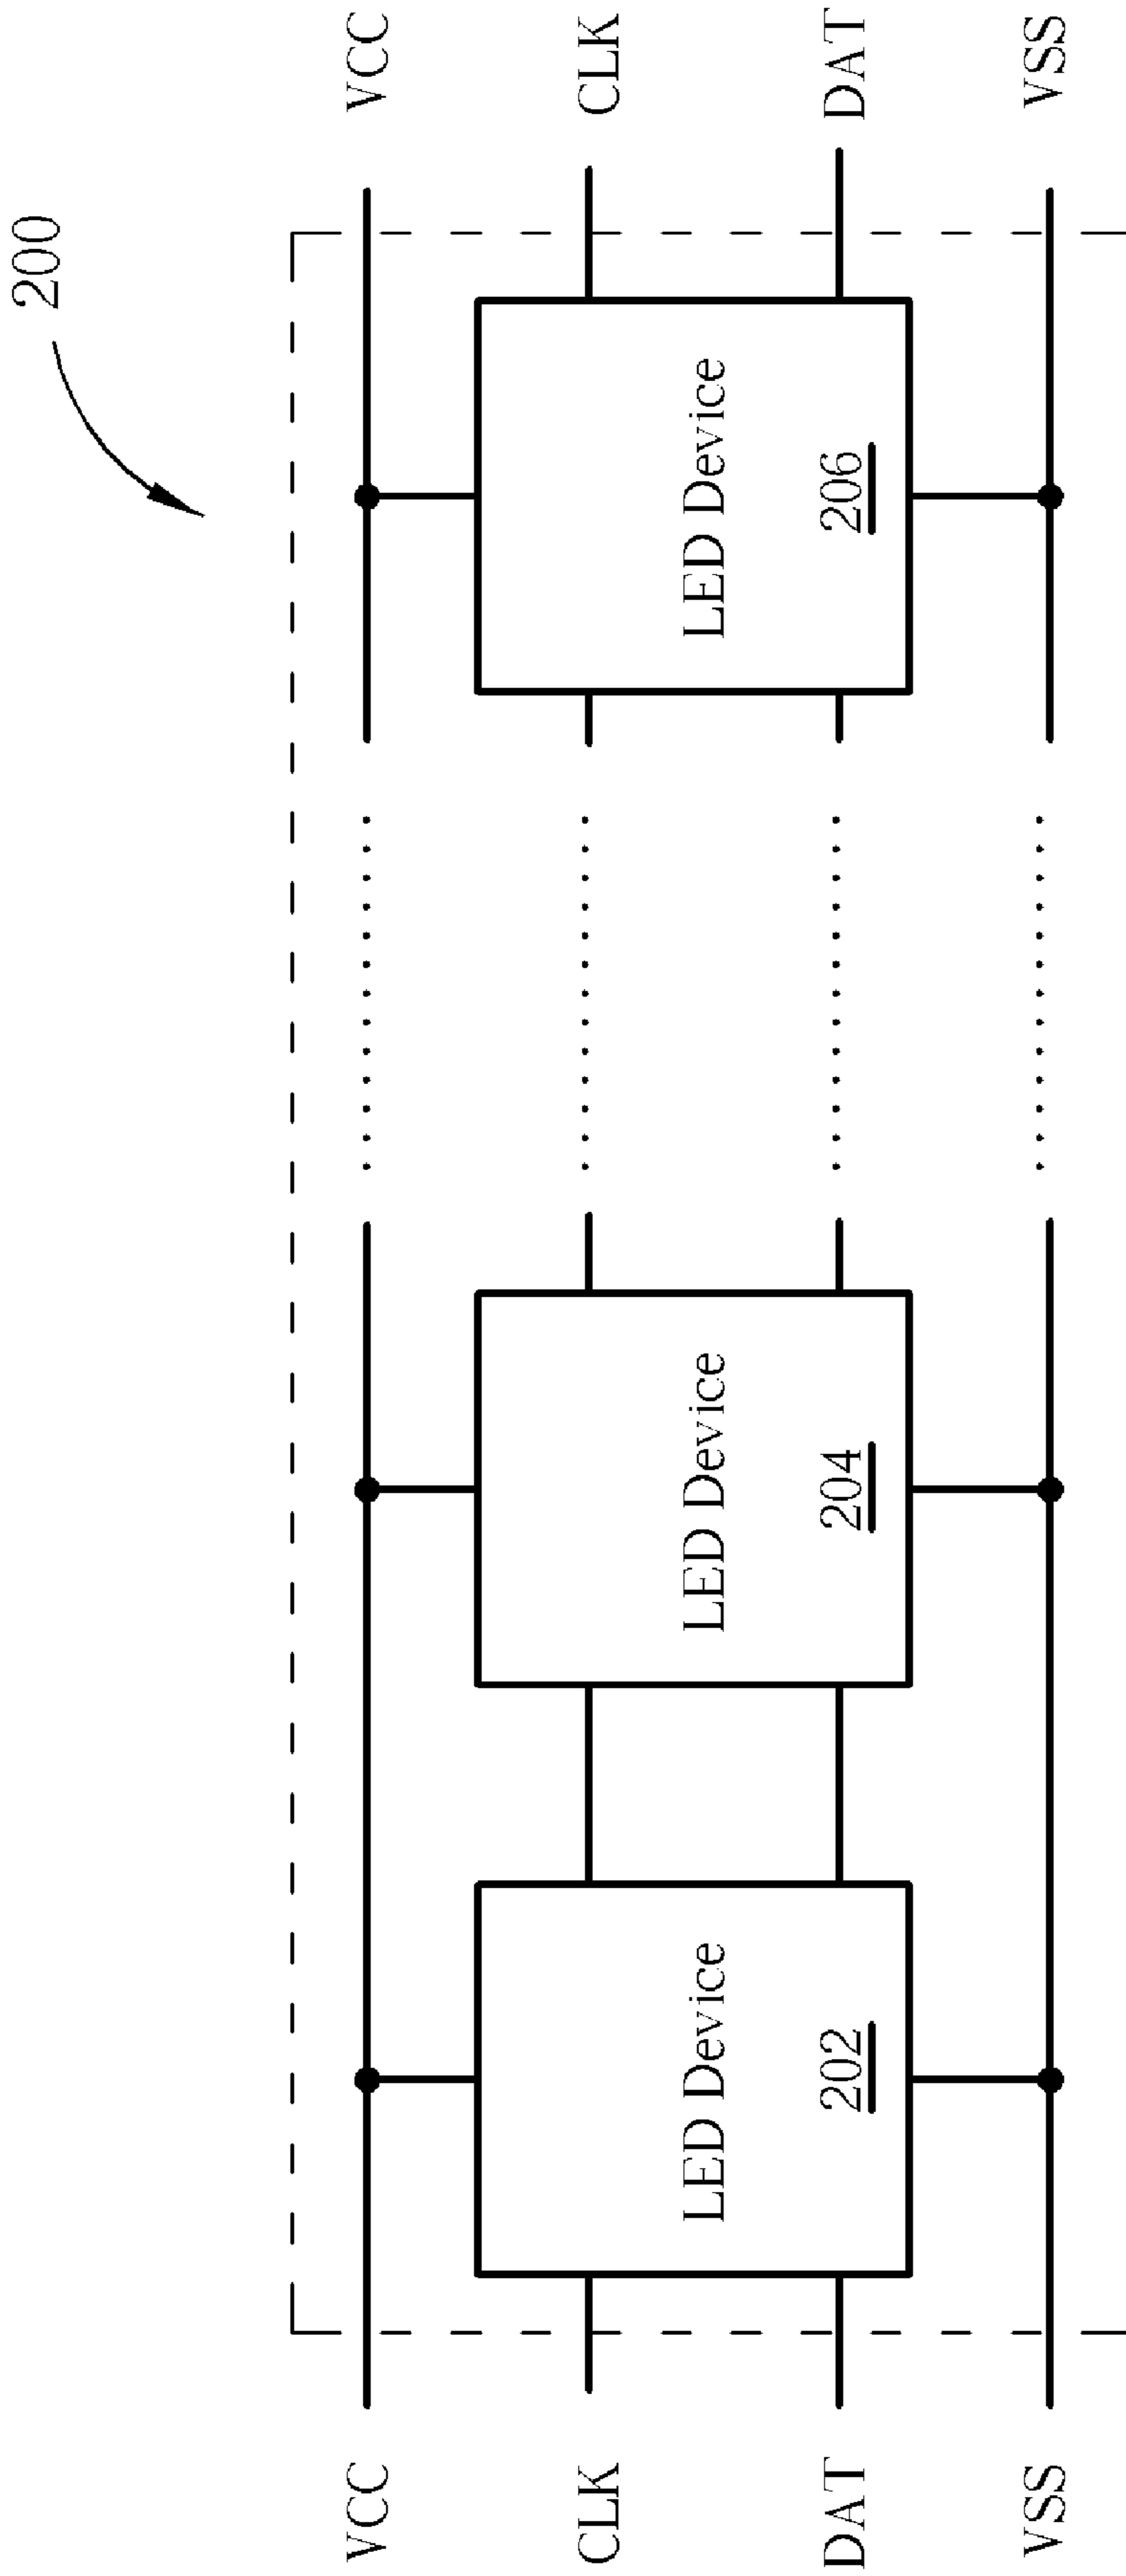 200
VCC
VCC
CLK
CLK
LED Device
202
LED Device
204
LED Device
206
DAT
DAT
VSS
VSS